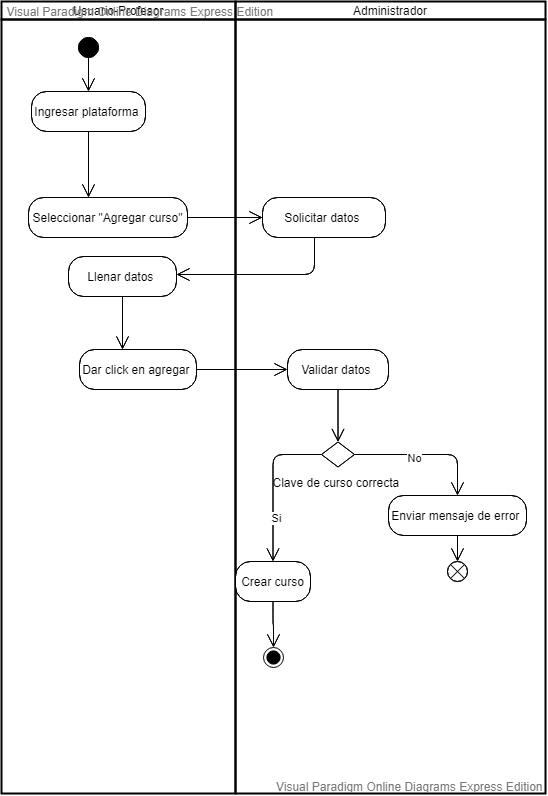 Visual Paradigm Online Diagrams Express Edition
Usuario-Profesor
Administrador
Ingresar plataforma
Seleccionar "Agregar curso"
Solicitar datos
Llenar datos
Dar click en agregar
Validar datos
No
Clave de curso correcta
Enviar mensaje de error
Si
Crear curso
Visual Paradigm Online Diagrams Express Edition